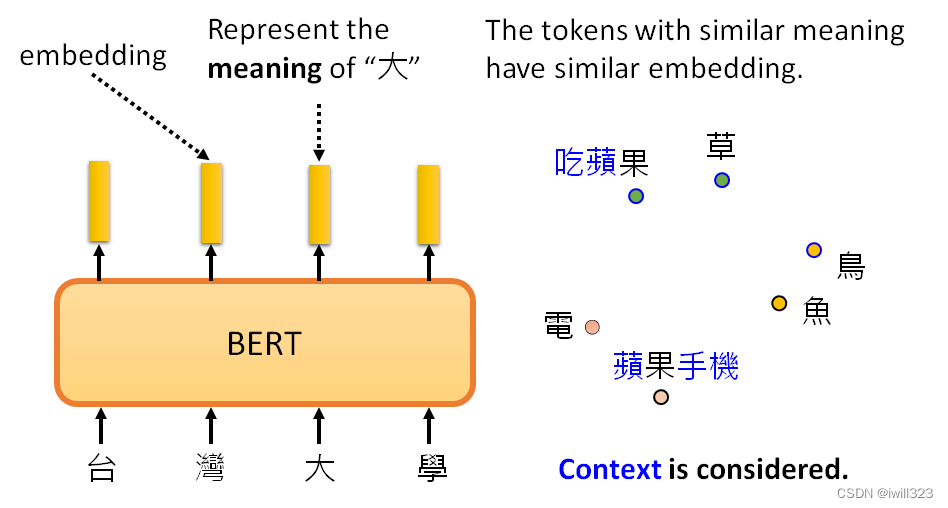 embedding
Represent the
meaning of “大”
The tokens with similar meaning
have similar embedding.
BERT
台 灣 大 學
吃蘋果
草
鳥
魚
電
蘋果手機
Context is considered.
CSDN @iwill323